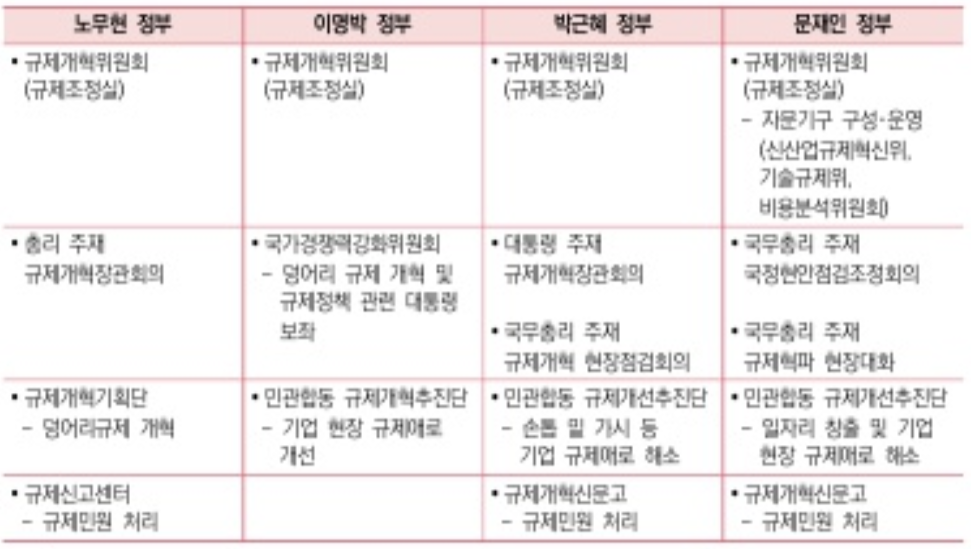 노무현 정부
이명박 정부
박근혜 정부
문재인 정부
▪ 규제개혁위원회
(규제조정실)
▪ 규제개혁위원회
(규제조정실)
▪ 규제개혁위원회
(규제조정실)
▪ 규제개혁위원회
(규제조정실)
- 자문기구 구성·운영
(신산업규제혁신위,
기술규제위,
비용분석위원회)
▪ 총리 주재
규제개혁장관회의
▪ 국가경쟁력강화위원회
- 덩어리 규제 개혁 및
규제정책 관련 대통령
보좌
▪ 대통령 주재
규제개혁장관회의
▪ 국무총리 주재
규제개혁 현장점검회의
▪ 국무총리 주재
국정현안점검조정회의
▪ 국무총리 주재
규제혁파 현장대화
▪ 규제개혁기획단
- 덩어리규제 개혁
▪ 민관합동 규제개혁추진단
- 기업 현장 규제애로
개선
▪ 민관합동 규제개선추진단
- 손톱 밑 가시 등
기업 규제애로 해소
▪ 민관합동 규제개선추진단
- 일자리 창출 및 기업
현장 규제애로 해소
▪ 규제신고센터
- 규제민원 처리
▪ 규제개혁신문고
- 규제민원 처리
▪ 규제개혁신문고
- 규제민원 처리